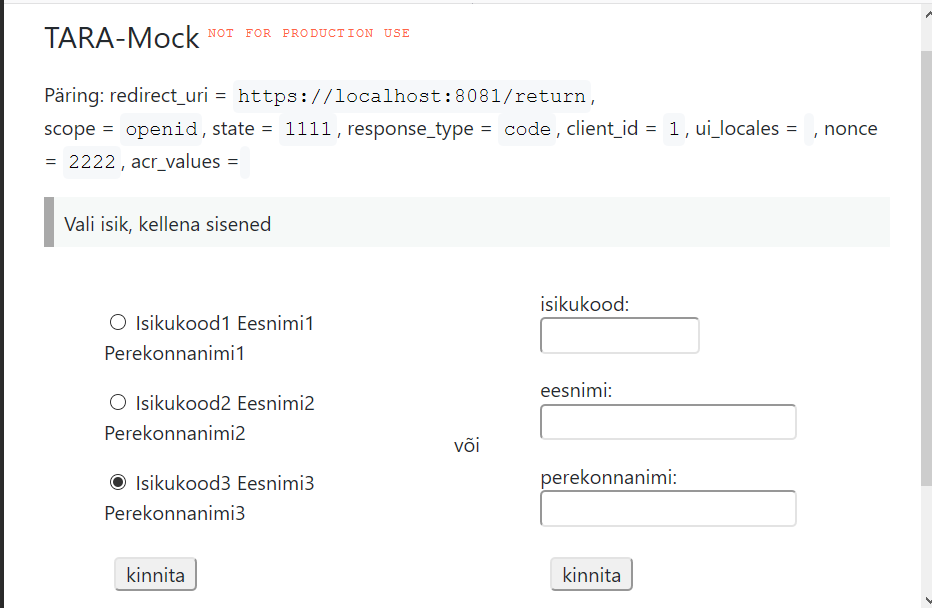 TARA-Mock NOT FOR PRODUCTION USE
Päring: redirect_uri = https://localhost:8081/return,
scope = openid, state = 1111, response_type = code, client_id = 1, ui_locales = , nonce
= 2222, acr_values =
Vali isik, kellena sisened
Isikukood1 Eesnimi1
Perekonnanimi1
Isikukood2 Eesnimi2
Perekonnanimi2
Isikukood3 Eesnimi3
Perekonnanimi3
kinnita
või
isikukood:
eesnimi:
perekonnanimi:
kinnita